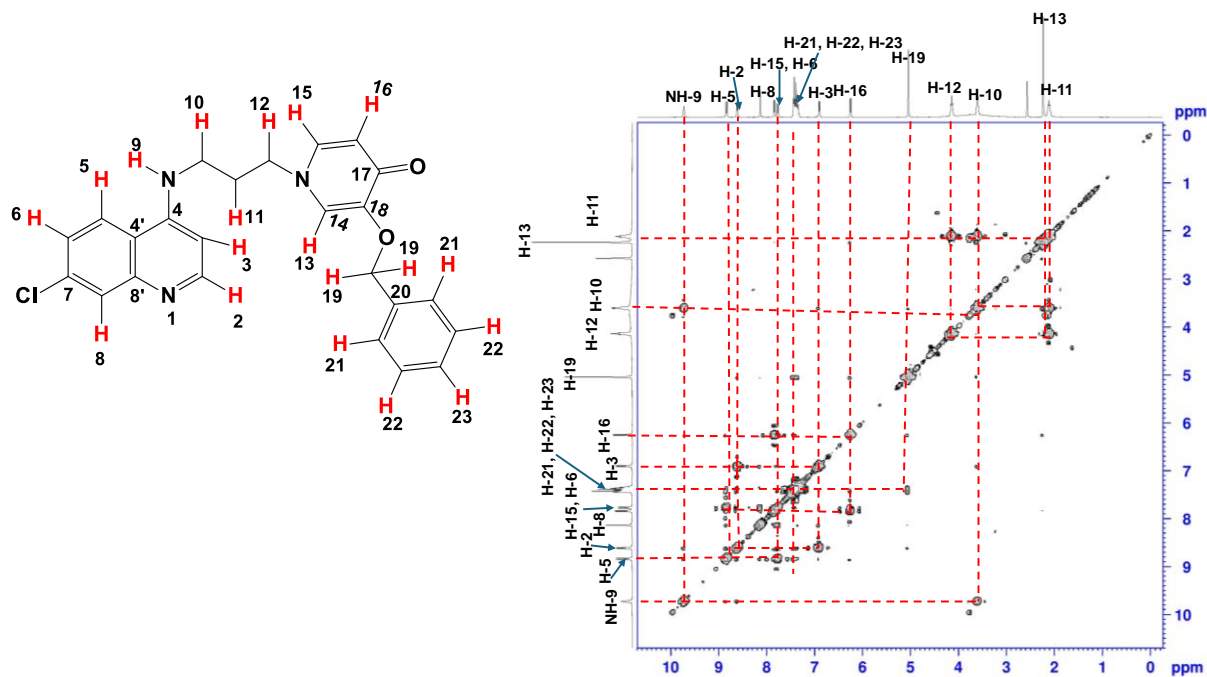 15
H
H
16
10
H
12
H
9
H
5
H
N
N
17
O
6
H
4'
4
H
11
14
18
H
3
H
13
O
19
H
H
19
21
H
Cl
7
8'
N
1
H
2
20
H
8
H
21
H
22
H
22
H
23
H-13
H-21, H-22, H-23
H-19
H-15, H-6
H-2
NH-9
H-5
H-8
H-3
H-16
H-12
H-10
H-11
ppm
H-11
H-13
H-10
H-12
H-19
H-21, H-22, H-23
H-16
H-3
H-15, H-6
H-8
H-2
H-5
NH-9
0
1
2
3
4
5
6
7
8
9
10
10 9 8 7 6 5 4 3 2 1 0 ppm